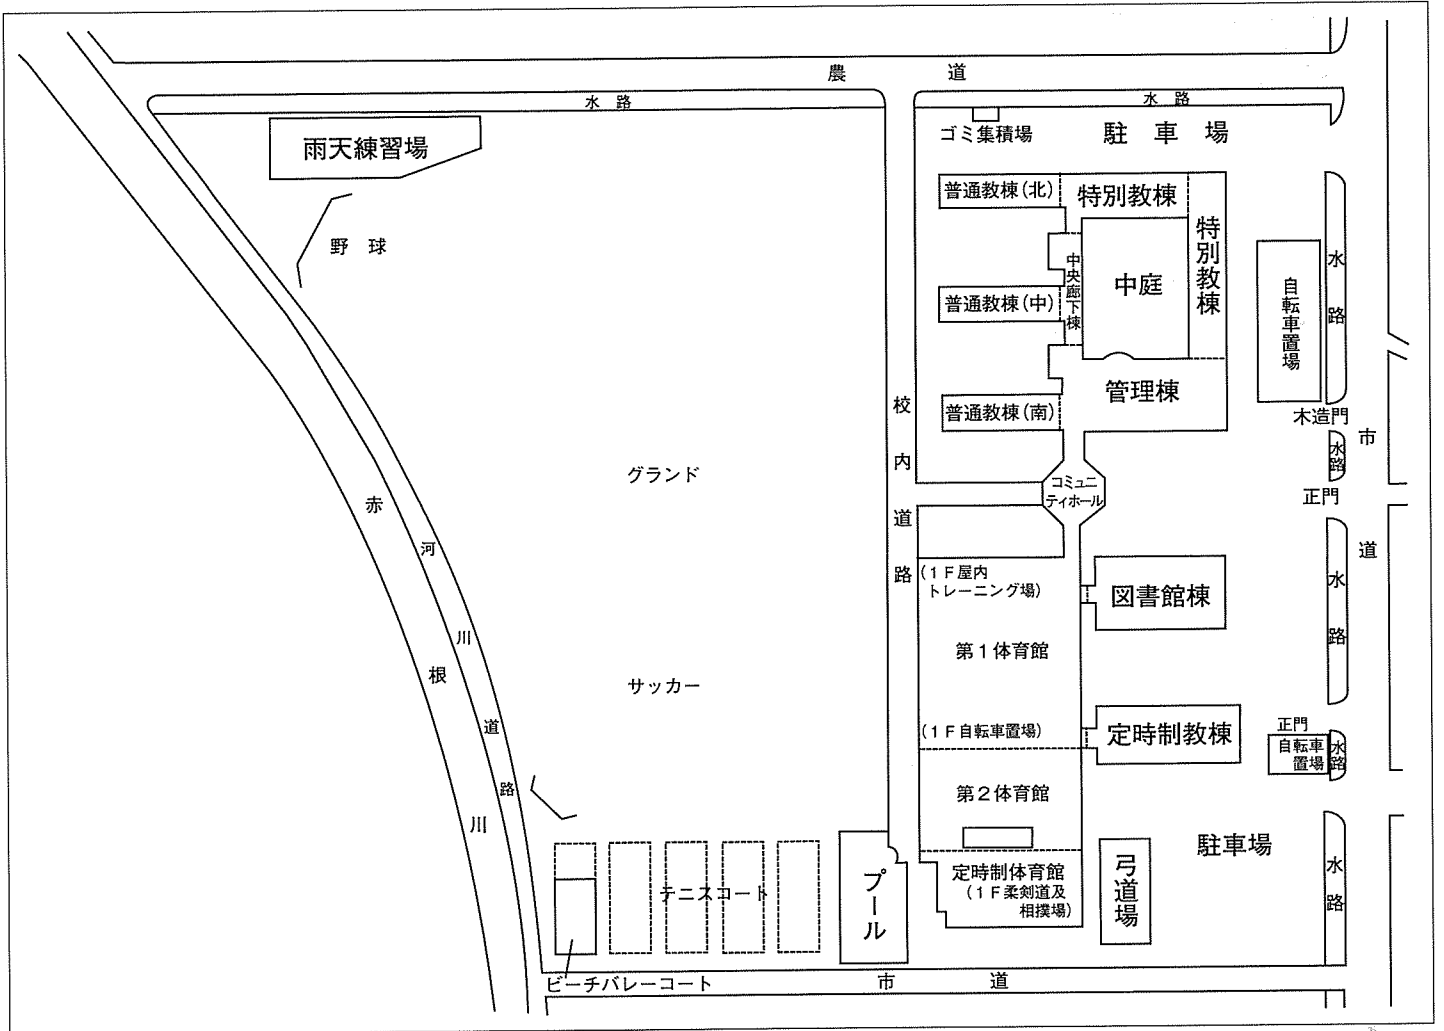 農道
水路
水路
ゴミ集積場
駐車場
雨天練習場
野球
普通教棟(北)
特別教棟
特別教棟
中央廊下棟
中庭
普通教棟(中)
普通教棟(南)
管理棟
自転車置場
水路
木造門
水路
正門
市道
校内道路
コミュニ
ティホール
グランド
サッカー
赤根川
河川道路
(1F屋内
トレーニング場)
第1体育館
(1F自転車置場)
図書館棟
水路
定時制教棟
正門
自転車
置場
水路
第2体育館
定時制体育館
(1F柔剣道及
相撲場)
弓道場
駐車場
水路
プール
テニスコート
ビーチバレーコート
市道